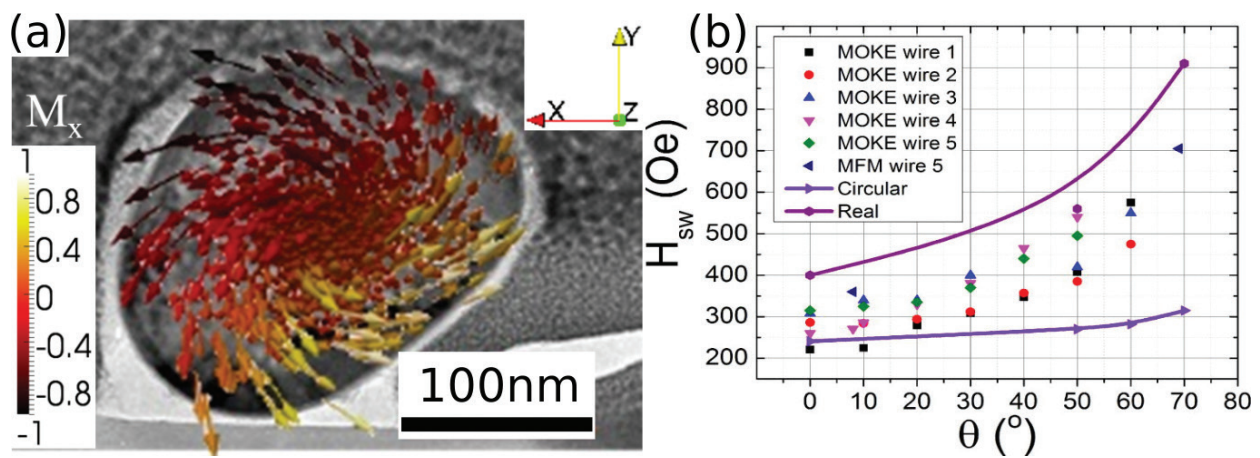 (a)
Y
X
Z
M_x
1
0.8
0.4
0
-0.4
-0.8
-1
100nm
(b)
H_sw (Oe)
900
800
700
600
500
400
300
200
MOKE wire 1
MOKE wire 2
MOKE wire 3
MOKE wire 4
MOKE wire 5
MFM wire 5
Circular
Real
0 10 20 30 40 50 60 70 80
θ (°)